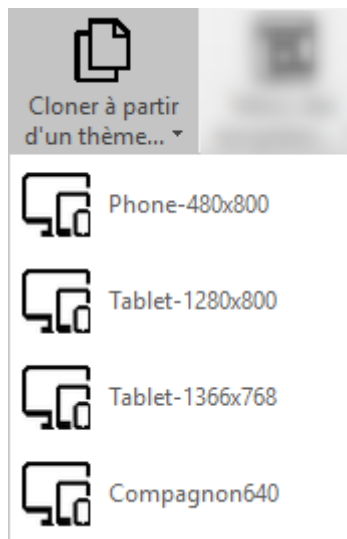 Cloner à partir
d'un thème...
Phone-480x800
Tablet-1280x800
Tablet-1366x768
Compagnon640